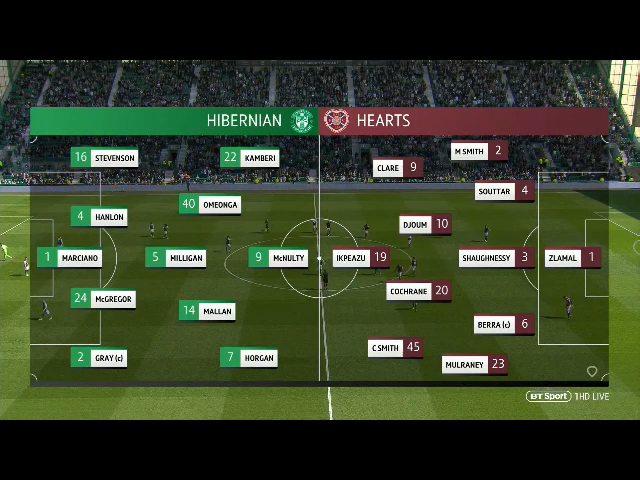 HIBERNIAN HEARTS
16 STEVENSON
22 KAMBERI
M SMITH 2
CLARE 9
SOUTTAR 4
40 OMEONGA
4 HANLON
DJOUM 10
1 MARCIANO
5 MILLIGAN
9 McNULTY
IKPEAZU 19
SHAUGHNESSY 3
ZLAMAL 1
24 McGREGOR
COCHRANE 20
14 MALLAN
BERRA (c) 6
2 GRAY (c)
7 HORGAN
C SMITH 45
MULRANEY 23
BT Sport 1HD LIVE